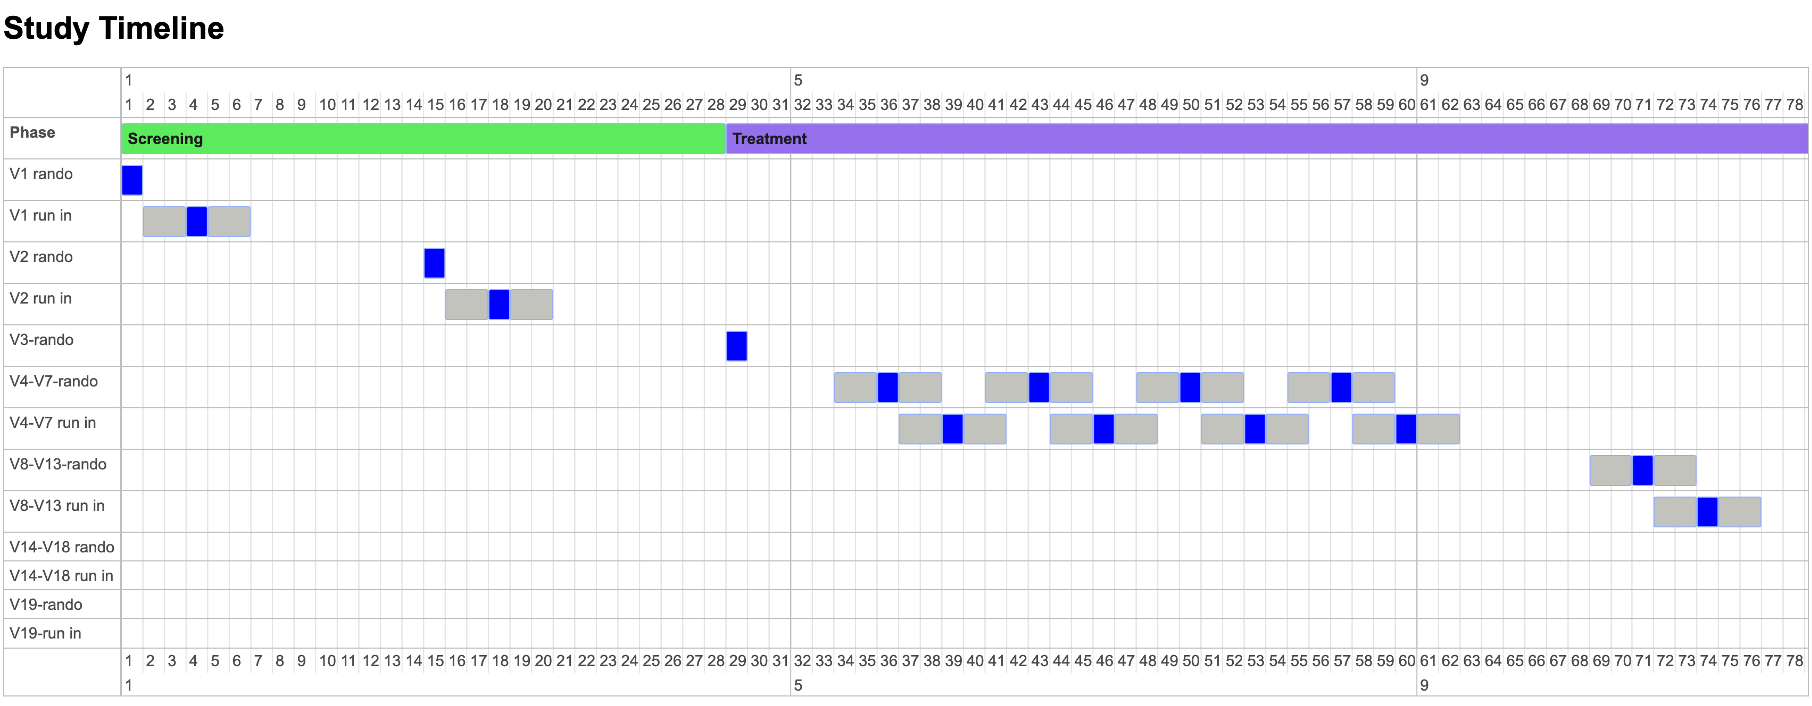 Study Timeline
1 5 9
1 2 3 4 5 6 7 8 9 10 11 12 13 14 15 16 17 18 19 20 21 22 23 24 25 26 27 28 29 30 31 32 33 34 35 36 37 38 39 40 41 42 43 44 45 46 47 48 49 50 51 52 53 54 55 56 57 58 59 60 61 62 63 64 65 66 67 68 69 70 71 72 73 74 75 76 77 78
Phase Screening Treatment
V1 rando
V1 run in
V2 rando
V2 run in
V3-rando
V4-V7-rando
V4-V7 run in
V8-V13-rando
V8-V13 run in
V14-V18 rando
V14-V18 run in
V19-rando
V19-run in
1 2 3 4 5 6 7 8 9 10 11 12 13 14 15 16 17 18 19 20 21 22 23 24 25 26 27 28 29 30 31 32 33 34 35 36 37 38 39 40 41 42 43 44 45 46 47 48 49 50 51 52 53 54 55 56 57 58 59 60 61 62 63 64 65 66 67 68 69 70 71 72 73 74 75 76 77 78
1 5 9